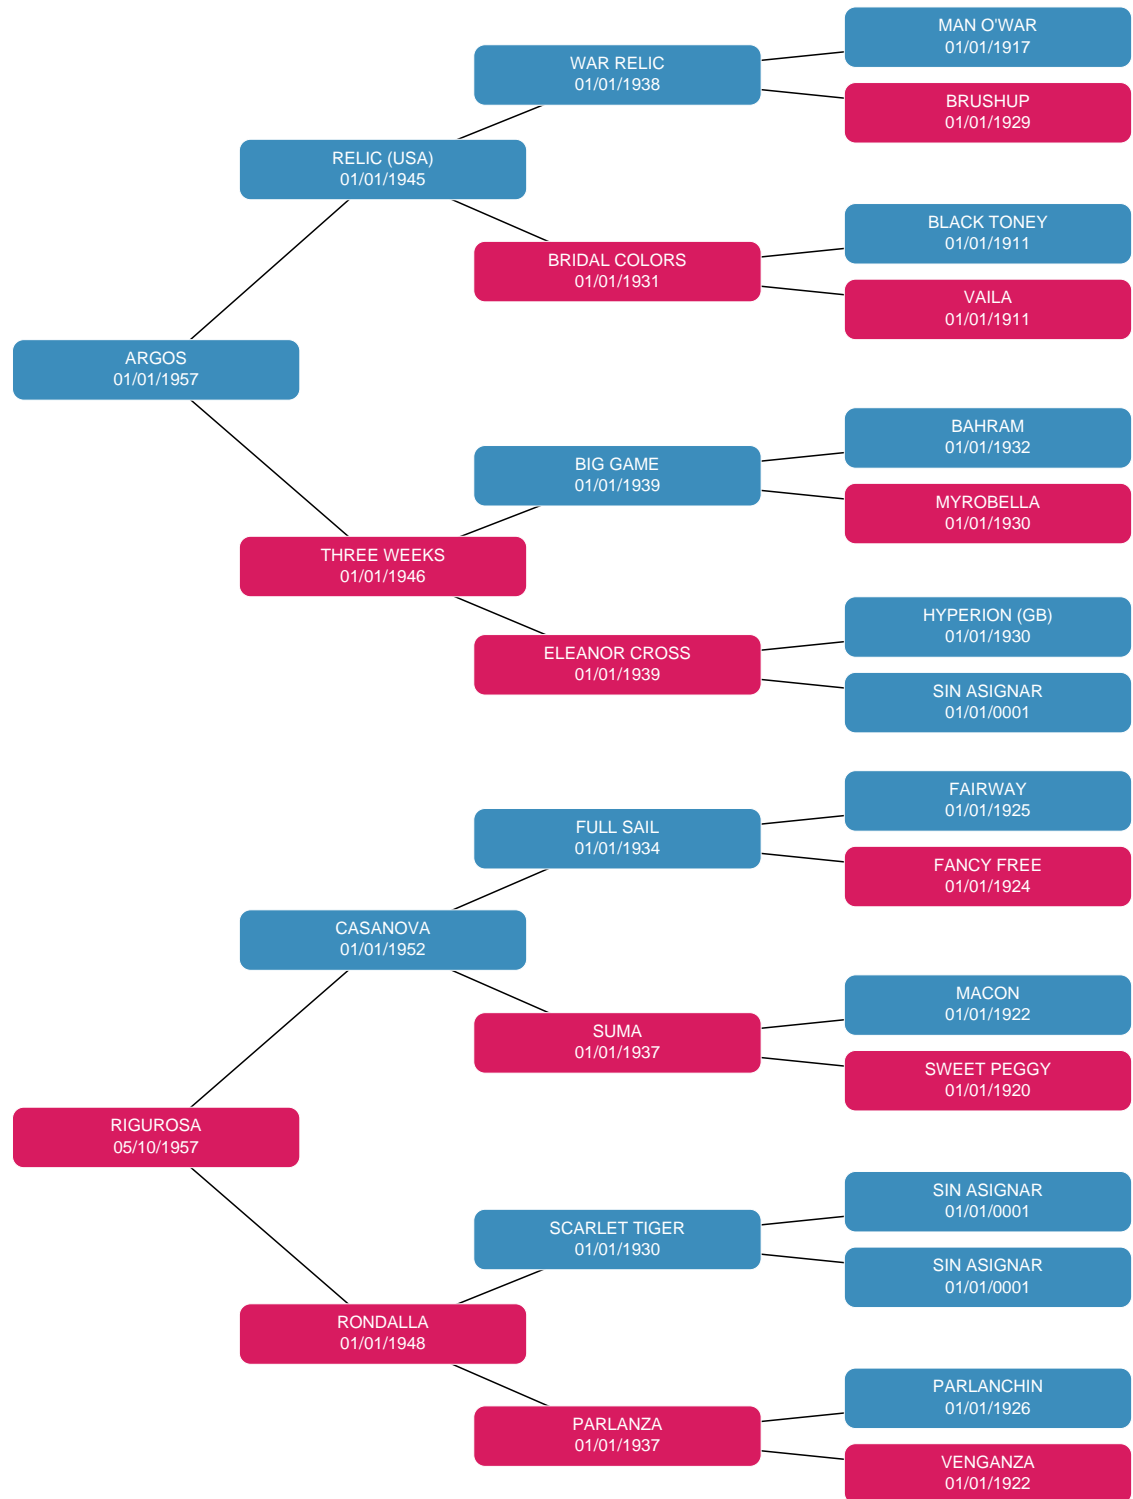 MAN O'WAR
01/01/1917
WAR RELIC
01/01/1938
BRUSHUP
01/01/1929
RELIC (USA)
01/01/1945
BLACK TONEY
01/01/1911
BRIDAL COLORS
01/01/1931
VAILA
01/01/1911
ARGOS
01/01/1957
BAHRAM
01/01/1932
BIG GAME
01/01/1939
MYROBELLA
01/01/1930
THREE WEEKS
01/01/1946
HYPERION (GB)
01/01/1930
ELEANOR CROSS
01/01/1939
SIN ASIGNAR
01/01/0001
FAIRWAY
01/01/1925
FULL SAIL
01/01/1934
FANCY FREE
01/01/1924
CASANOVA
01/01/1952
MACON
01/01/1922
SUMA
01/01/1937
SWEET PEGGY
01/01/1920
RIGUROSA
05/10/1957
SIN ASIGNAR
01/01/0001
SCARLET TIGER
01/01/1930
SIN ASIGNAR
01/01/0001
RONDALLA
01/01/1948
PARLANCHIN
01/01/1926
PARLANZA
01/01/1937
VENGANZA
01/01/1922